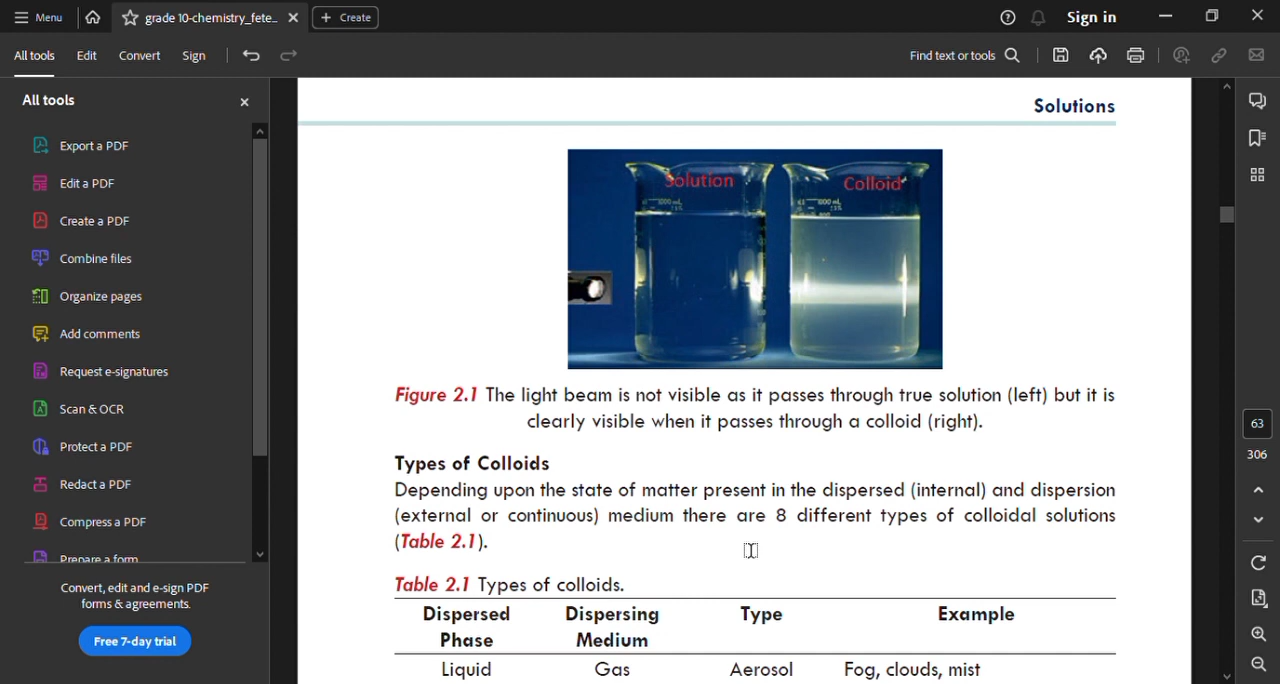 Menu
grade 10-chemistry_fete...
Create
Sign in
All tools
Edit
Convert
Sign
Find text or tools
All tools
Export a PDF
Edit a PDF
Create a PDF
Combine files
Organize pages
Add comments
Request e-signatures
Scan & OCR
Protect a PDF
Redact a PDF
Compress a PDF
Prepare a form
Convert, edit and e-sign PDF
forms & agreements.
Free 7-day trial
Solutions
Solution
Colloid
1000 mL
1000 mL
Figure 2.1 The light beam is not visible as it passes through true solution (left) but it is
clearly visible when it passes through a colloid (right).
Types of Colloids
Depending upon the state of matter present in the dispersed (internal) and dispersion
(external or continuous) medium there are 8 different types of colloidal solutions
(Table 2.1).
Table 2.1 Types of colloids.
Dispersed Dispersing Type Example
Phase Medium
Liquid Gas Aerosol Fog, clouds, mist
63
306